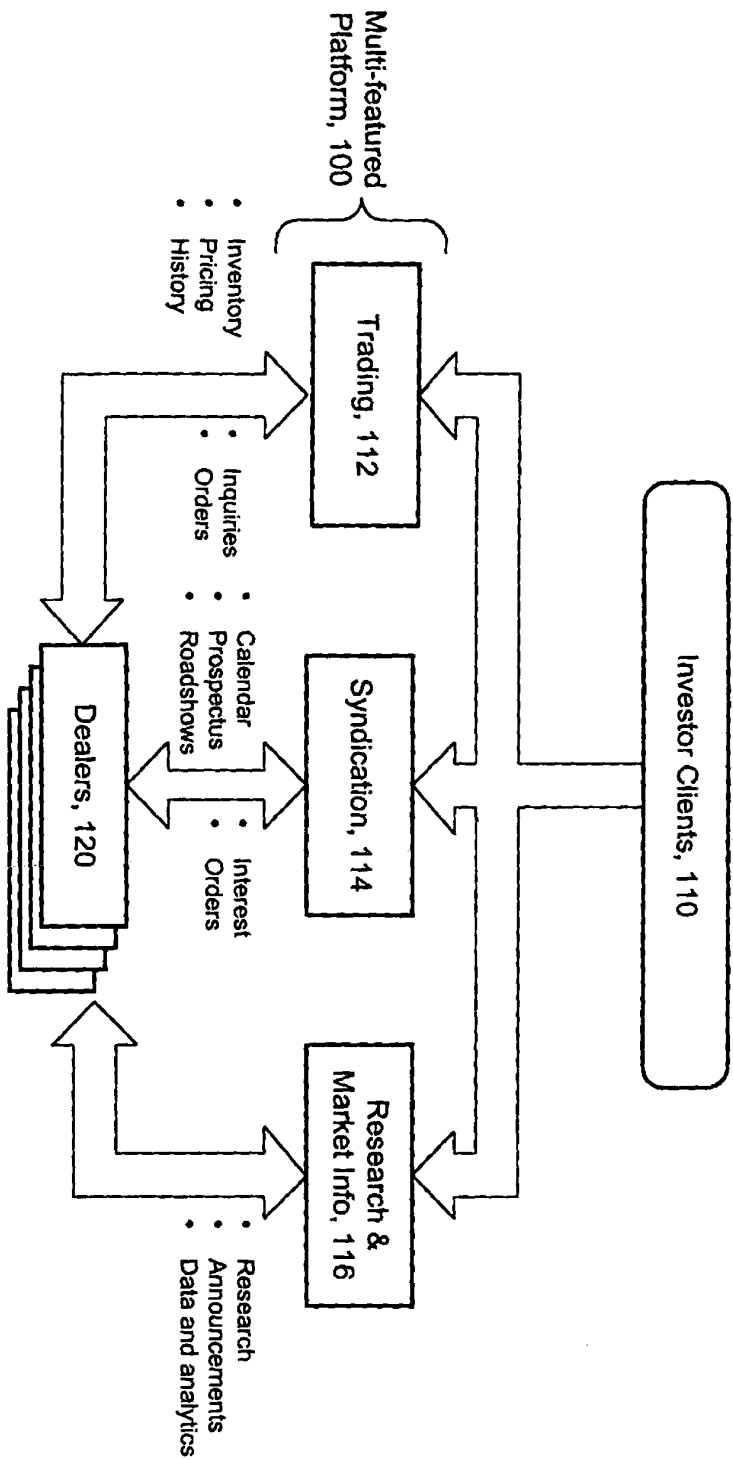 Investor Clients, 110
Multi-featured
Platform, 100
Trading, 112
Syndication, 114
Research &
Market Info, 116
• Inventory
• Pricing
• History
• Inquiries
• Orders
• Calendar
• Prospectus
• Roadshows
• Interest
• Orders
• Research
• Announcements
• Data and analytics
Dealers, 120